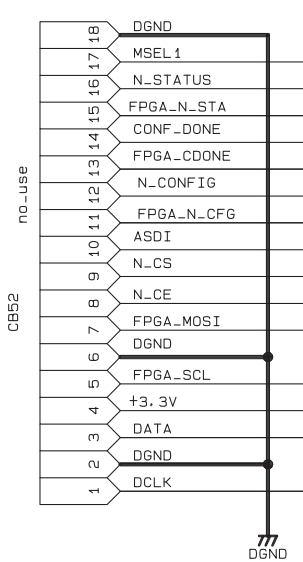 18 DGND
17 MSEL1
16 N_STATUS
15 FPGA_N_STA
14 CONF_DONE
13 FPGA_CDONE
12 N_CONFIG
11 FPGA_N_CFG
10 ASDI
9 N_CS
8 N_CE
7 FPGA_MOSI
6 DGND
5 FPGA_SCL
4 +3.3V
3 DATA
2 DGND
1 DCLK
no_use
CB52
DGND